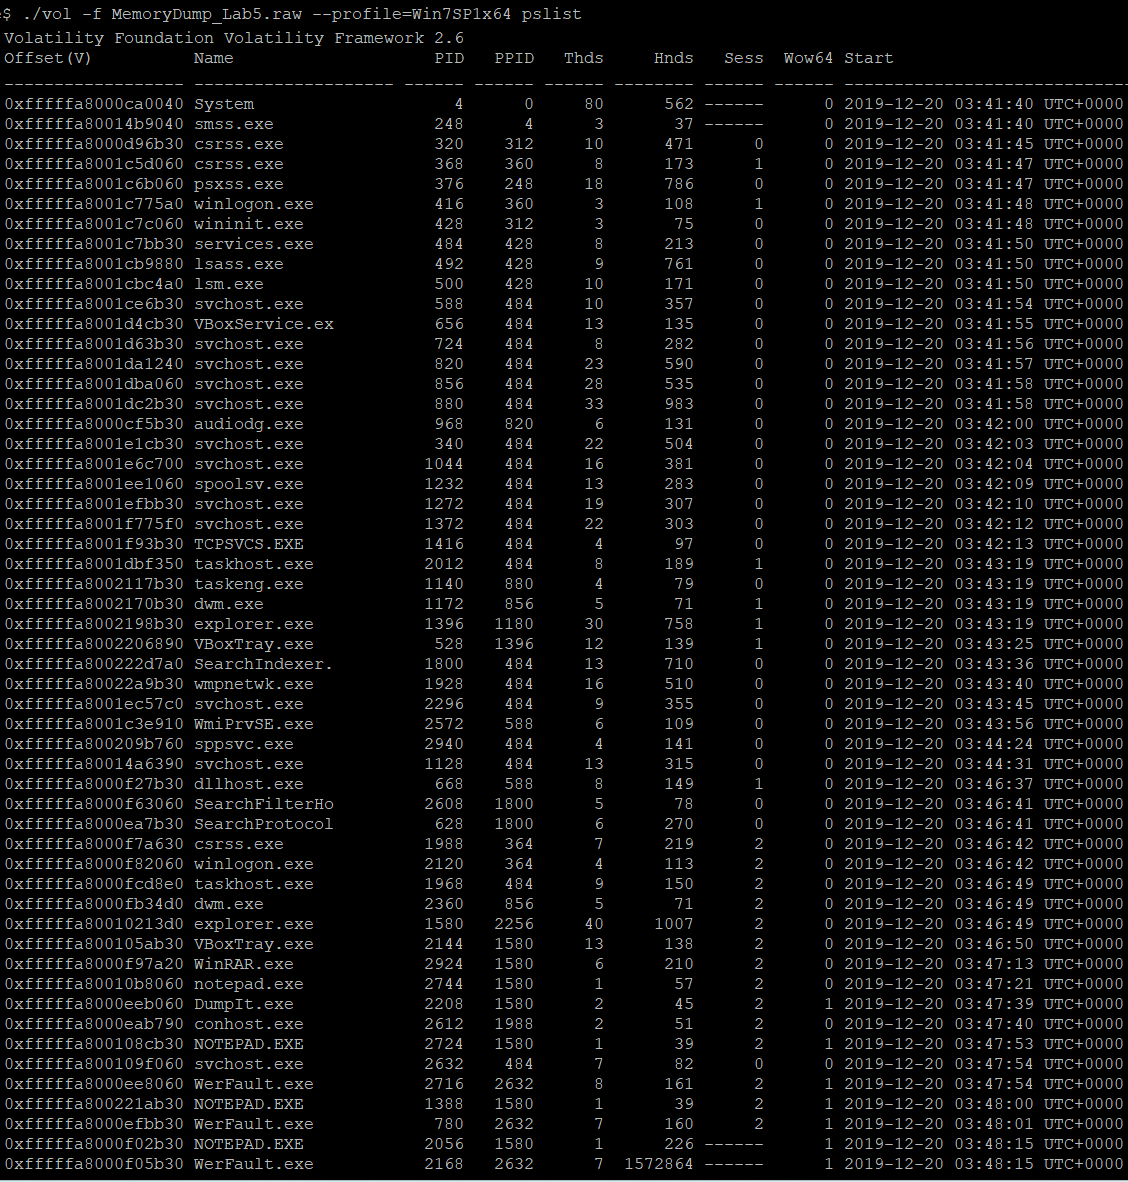 $ ./vol -f MemoryDump_Lab5.raw --profile=Win7SP1x64 pslist
Volatility Foundation Volatility Framework 2.6
Offset(V)          Name                    PID   PPID   Thds     Hnds   Sess  Wow64 Start
------------------ -------------------- ------ ------ ------ -------- ------ ------ ------------------------------
0xfffffa8000ca0040 System                    4      0     80      562 ------      0 2019-12-20 03:41:40 UTC+0000
0xfffffa80014b9040 smss.exe                248      4      3       37 ------      0 2019-12-20 03:41:40 UTC+0000
0xfffffa8000d96b30 csrss.exe               320    312     10      471      0      0 2019-12-20 03:41:45 UTC+0000
0xfffffa8001c5d060 csrss.exe               368    360      8      173      1      0 2019-12-20 03:41:47 UTC+0000
0xfffffa8001c6b060 psxss.exe               376    248     18      786      0      0 2019-12-20 03:41:47 UTC+0000
0xfffffa8001c775a0 winlogon.exe            416    360      3      108      1      0 2019-12-20 03:41:48 UTC+0000
0xfffffa8001c7c060 wininit.exe             428    312      3       75      0      0 2019-12-20 03:41:48 UTC+0000
0xfffffa8001c7bb30 services.exe            484    428      8      213      0      0 2019-12-20 03:41:50 UTC+0000
0xfffffa8001cb9880 lsass.exe               492    428      9      761      0      0 2019-12-20 03:41:50 UTC+0000
0xfffffa8001cbc4a0 lsm.exe                 500    428     10      171      0      0 2019-12-20 03:41:50 UTC+0000
0xfffffa8001ce6b30 svchost.exe             588    484     10      357      0      0 2019-12-20 03:41:54 UTC+0000
0xfffffa8001d4cb30 VBoxService.ex          656    484     13      135      0      0 2019-12-20 03:41:55 UTC+0000
0xfffffa8001d63b30 svchost.exe             724    484      8      282      0      0 2019-12-20 03:41:56 UTC+0000
0xfffffa8001da1240 svchost.exe             820    484     23      590      0      0 2019-12-20 03:41:57 UTC+0000
0xfffffa8001dba060 svchost.exe             856    484     28      535      0      0 2019-12-20 03:41:58 UTC+0000
0xfffffa8001dc2b30 svchost.exe             880    484     33      983      0      0 2019-12-20 03:41:58 UTC+0000
0xfffffa8000cf5b30 audiodg.exe             968    820      6      131      0      0 2019-12-20 03:42:00 UTC+0000
0xfffffa8001e1cb30 svchost.exe             340    484     22      504      0      0 2019-12-20 03:42:03 UTC+0000
0xfffffa8001e6c700 svchost.exe            1044    484     16      381      0      0 2019-12-20 03:42:04 UTC+0000
0xfffffa8001ee1060 spoolsv.exe            1232    484     13      283      0      0 2019-12-20 03:42:09 UTC+0000
0xfffffa8001efbb30 svchost.exe            1272    484     19      307      0      0 2019-12-20 03:42:10 UTC+0000
0xfffffa8001f775f0 svchost.exe            1372    484     22      303      0      0 2019-12-20 03:42:12 UTC+0000
0xfffffa8001f93b30 TCPSVCS.EXE            1416    484      4       97      0      0 2019-12-20 03:42:13 UTC+0000
0xfffffa8001dbf350 taskhost.exe           2012    484      8      189      1      0 2019-12-20 03:43:19 UTC+0000
0xfffffa8002117b30 taskeng.exe            1140    880      4       79      0      0 2019-12-20 03:43:19 UTC+0000
0xfffffa8002170b30 dwm.exe                1172    856      5       71      1      0 2019-12-20 03:43:19 UTC+0000
0xfffffa8002198b30 explorer.exe           1396   1180     30      758      1      0 2019-12-20 03:43:19 UTC+0000
0xfffffa8002206890 VBoxTray.exe            528   1396     12      139      1      0 2019-12-20 03:43:25 UTC+0000
0xfffffa800222d7a0 SearchIndexer.         1800    484     13      710      0      0 2019-12-20 03:43:36 UTC+0000
0xfffffa80022a9b30 wmpnetwk.exe           1928    484     16      510      0      0 2019-12-20 03:43:40 UTC+0000
0xfffffa8001ec57c0 svchost.exe            2296    484      9      355      0      0 2019-12-20 03:43:45 UTC+0000
0xfffffa8001c3e910 WmiPrvSE.exe           2572    588      6      109      0      0 2019-12-20 03:43:56 UTC+0000
0xfffffa800209b760 sppsvc.exe             2940    484      4      141      0      0 2019-12-20 03:44:24 UTC+0000
0xfffffa80014a6390 svchost.exe            1128    484     13      315      0      0 2019-12-20 03:44:31 UTC+0000
0xfffffa8000f27b30 dllhost.exe             668    588      8      149      1      0 2019-12-20 03:46:37 UTC+0000
0xfffffa8000f63060 SearchFilterHo         2608   1800      5       78      0      0 2019-12-20 03:46:41 UTC+0000
0xfffffa8000ea7b30 SearchProtocol          628   1800      6      270      0      0 2019-12-20 03:46:41 UTC+0000
0xfffffa8000f7a630 csrss.exe              1988    364      7      219      2      0 2019-12-20 03:46:42 UTC+0000
0xfffffa8000f82060 winlogon.exe           2120    364      4      113      2      0 2019-12-20 03:46:42 UTC+0000
0xfffffa8000fcd8e0 taskhost.exe           1968    484      9      150      2      0 2019-12-20 03:46:49 UTC+0000
0xfffffa8000fb34d0 dwm.exe                2360    856      5       71      2      0 2019-12-20 03:46:49 UTC+0000
0xfffffa80010213d0 explorer.exe           1580   2256     40     1007      2      0 2019-12-20 03:46:49 UTC+0000
0xfffffa800105ab30 VBoxTray.exe           2144   1580     13      138      2      0 2019-12-20 03:46:50 UTC+0000
0xfffffa8000f97a20 WinRAR.exe             2924   1580      6      210      2      0 2019-12-20 03:47:13 UTC+0000
0xfffffa80010b8060 notepad.exe            2744   1580      1       57      2      0 2019-12-20 03:47:21 UTC+0000
0xfffffa8000eeb060 DumpIt.exe             2208   1580      2       45      2      1 2019-12-20 03:47:39 UTC+0000
0xfffffa8000eab790 conhost.exe            2612   1988      2       51      2      0 2019-12-20 03:47:40 UTC+0000
0xfffffa800108cb30 NOTEPAD.EXE            2724   1580      1       39      2      1 2019-12-20 03:47:53 UTC+0000
0xfffffa800109f060 svchost.exe            2632    484      7       82      0      0 2019-12-20 03:47:54 UTC+0000
0xfffffa8000ee8060 WerFault.exe           2716   2632      8      161      2      1 2019-12-20 03:47:54 UTC+0000
0xfffffa800221ab30 NOTEPAD.EXE            1388   1580      1       39      2      1 2019-12-20 03:48:00 UTC+0000
0xfffffa8000efbb30 WerFault.exe            780   2632      7      160      2      1 2019-12-20 03:48:01 UTC+0000
0xfffffa8000f02b30 NOTEPAD.EXE            2056   1580      1      226 ------      1 2019-12-20 03:48:15 UTC+0000
0xfffffa8000f05b30 WerFault.exe           2168   2632      7  1572864 ------      1 2019-12-20 03:48:15 UTC+0000